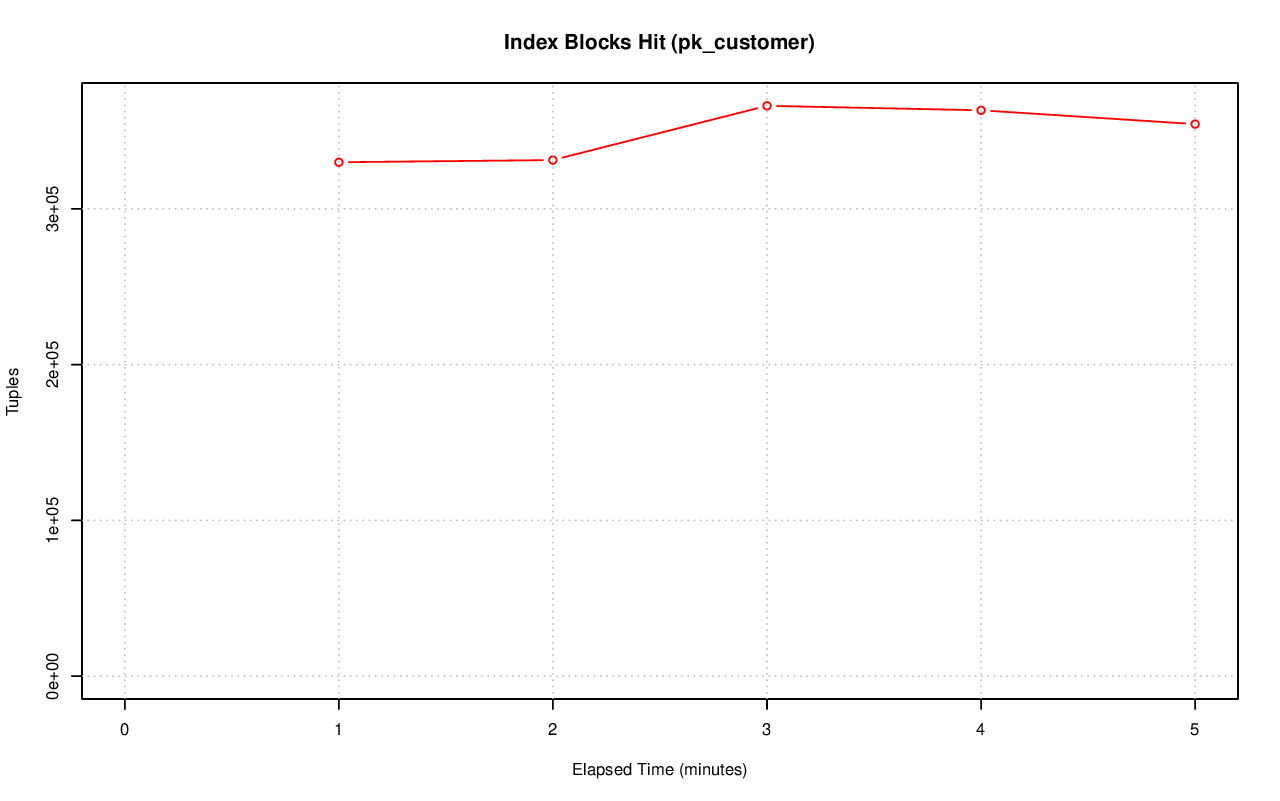 Index Blocks Hit (pk_customer)
3e+05
2e+05
1e+05
0e+00
Tuples
0 1 2 3 4 5
Elapsed Time (minutes)